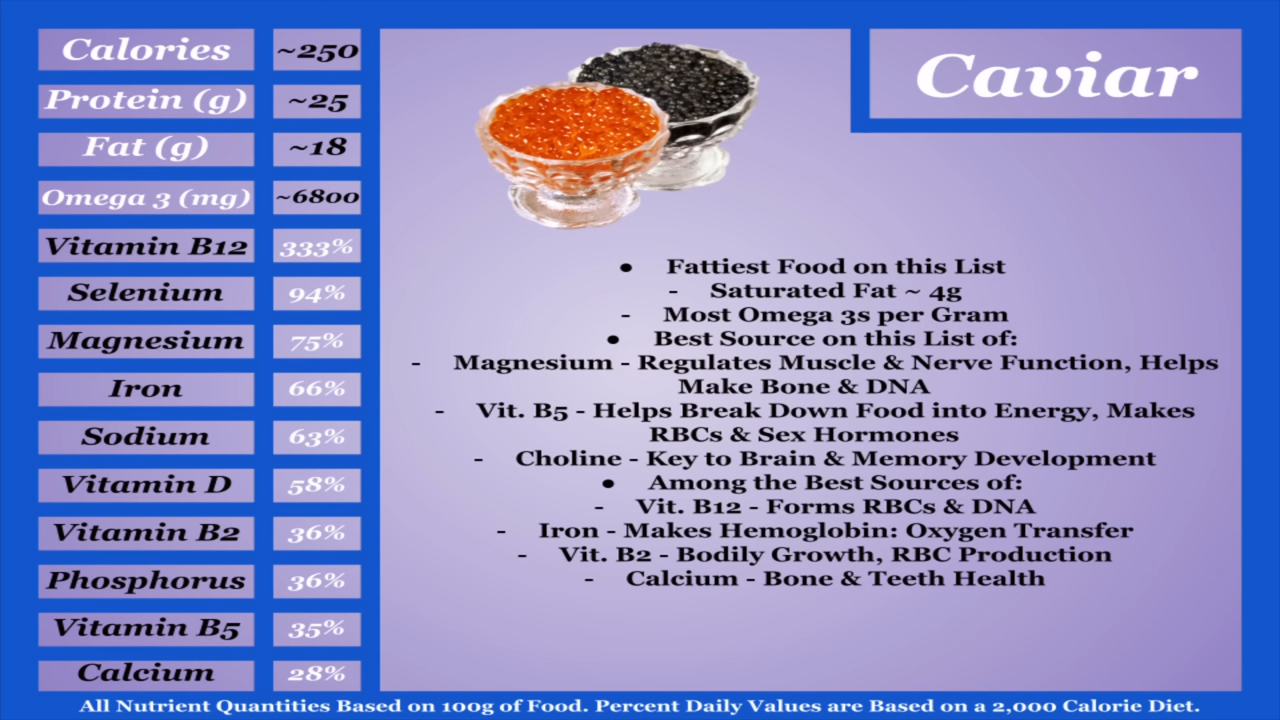 Caviar
Calories ~250
Protein (g) ~25
Fat (g) ~18
Omega 3 (mg) ~6800
Vitamin B12 333%
Selenium 94%
Magnesium 75%
Iron 66%
Sodium 63%
Vitamin D 58%
Vitamin B2 36%
Phosphorus 36%
Vitamin B5 35%
Calcium 28%
● Fattiest Food on this List
- Saturated Fat ~ 4g
- Most Omega 3s per Gram
● Best Source on this List of:
- Magnesium - Regulates Muscle & Nerve Function, Helps
Make Bone & DNA
- Vit. B5 - Helps Break Down Food into Energy, Makes
RBCs & Sex Hormones
- Choline - Key to Brain & Memory Development
● Among the Best Sources of:
- Vit. B12 - Forms RBCs & DNA
- Iron - Makes Hemoglobin: Oxygen Transfer
- Vit. B2 - Bodily Growth, RBC Production
- Calcium - Bone & Teeth Health
All Nutrient Quantities Based on 100g of Food. Percent Daily Values are Based on a 2,000 Calorie Diet.